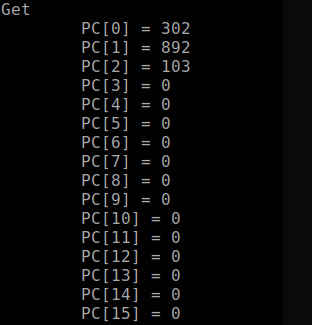 Get
PC[0] = 302
PC[1] = 892
PC[2] = 103
PC[3] = 0
PC[4] = 0
PC[5] = 0
PC[6] = 0
PC[7] = 0
PC[8] = 0
PC[9] = 0
PC[10] = 0
PC[11] = 0
PC[12] = 0
PC[13] = 0
PC[14] = 0
PC[15] = 0